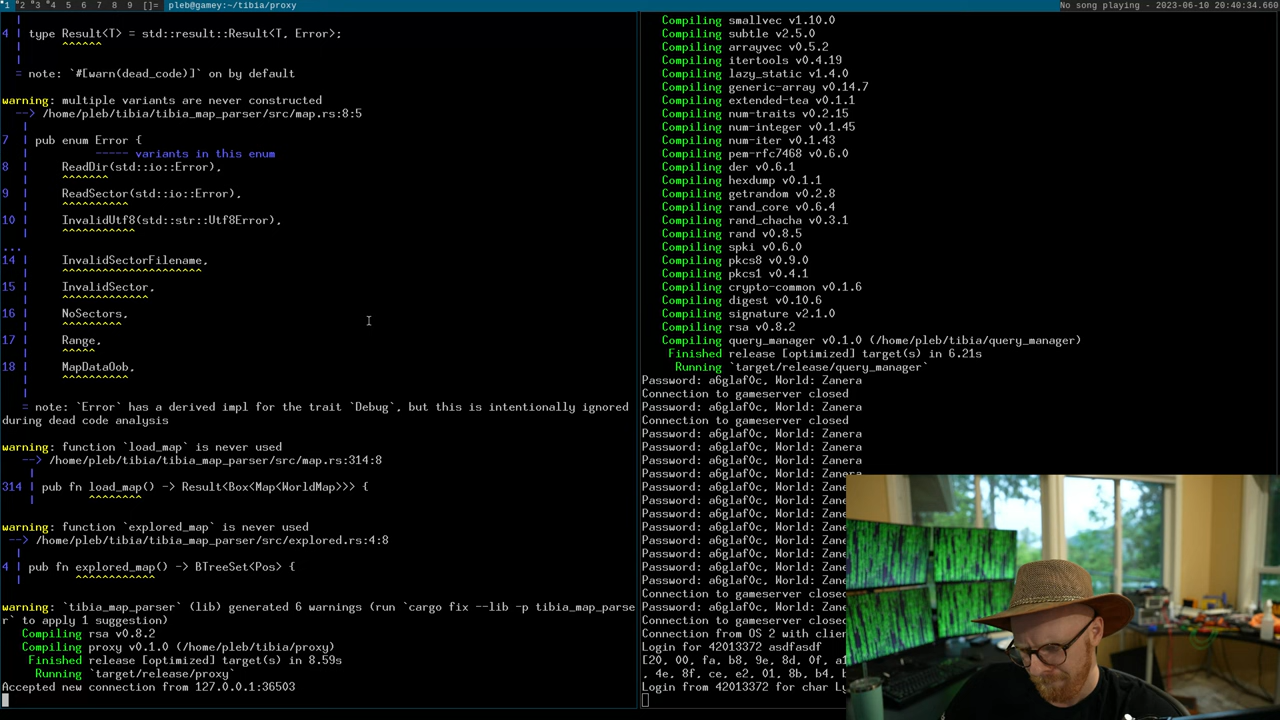 1 2 3 4 5 6 7 8 9 []= pleb@gamey:~/tibia/proxy
No song playing - 2023-06-10 20:40:34.660
4 | type Result<T> = std::result::Result<T, Error>;
  |      ^^^^^^
  |
  = note: `#[warn(dead_code)]` on by default
warning: multiple variants are never constructed
  --> /home/pleb/tibia/tibia_map_parser/src/map.rs:8:5
   |
7  | pub enum Error {
   |          ----- variants in this enum
8  |     ReadDir(std::io::Error),
   |     ^^^^^^^
9  |     ReadSector(std::io::Error),
   |     ^^^^^^^^^^
10 |     InvalidUtf8(std::str::Utf8Error),
   |     ^^^^^^^^^^^
...
14 |     InvalidSectorFilename,
   |     ^^^^^^^^^^^^^^^^^^^^^
15 |     InvalidSector,
   |     ^^^^^^^^^^^^^
16 |     NoSectors,
   |     ^^^^^^^^^
17 |     Range,
   |     ^^^^^
18 |     MapDataOob,
   |     ^^^^^^^^^^
   |
   = note: `Error` has a derived impl for the trait `Debug`, but this is intentionally ignored
during dead code analysis
warning: function `load_map` is never used
   --> /home/pleb/tibia/tibia_map_parser/src/map.rs:314:8
    |
314 | pub fn load_map() -> Result<Box<Map<WorldMap>>> {
    |        ^^^^^^^^
warning: function `explored_map` is never used
 --> /home/pleb/tibia/tibia_map_parser/src/explored.rs:4:8
  |
4 | pub fn explored_map() -> BTreeSet<Pos> {
  |        ^^^^^^^^^^^^
warning: `tibia_map_parser` (lib) generated 6 warnings (run `cargo fix --lib -p tibia_map_parse
r` to apply 1 suggestion)
   Compiling rsa v0.8.2
   Compiling proxy v0.1.0 (/home/pleb/tibia/proxy)
    Finished release [optimized] target(s) in 8.59s
     Running `target/release/proxy`
Accepted new connection from 127.0.0.1:36503
   Compiling smallvec v1.10.0
   Compiling subtle v2.5.0
   Compiling arrayvec v0.5.2
   Compiling itertools v0.4.19
   Compiling lazy_static v1.4.0
   Compiling generic-array v0.14.7
   Compiling extended-tea v0.1.1
   Compiling num-traits v0.2.15
   Compiling num-integer v0.1.45
   Compiling num-iter v0.1.43
   Compiling pem-rfc7468 v0.6.0
   Compiling der v0.6.1
   Compiling hexdump v0.1.1
   Compiling getrandom v0.2.8
   Compiling rand_core v0.6.4
   Compiling rand_chacha v0.3.1
   Compiling rand v0.8.5
   Compiling spki v0.6.0
   Compiling pkcs8 v0.9.0
   Compiling pkcs1 v0.4.1
   Compiling crypto-common v0.1.6
   Compiling digest v0.10.6
   Compiling signature v2.1.0
   Compiling rsa v0.8.2
   Compiling query_manager v0.1.0 (/home/pleb/tibia/query_manager)
    Finished release [optimized] target(s) in 6.21s
     Running `target/release/query_manager`
Password: a6glaf0c, World: Zanera
Connection to gameserver closed
Password: a6glaf0c, World: Zanera
Connection to gameserver closed
Password: a6glaf0c, World: Zanera
Password: a6glaf0c, World: Zanera
Password: a6glaf0c, World: Zanera
Password: a6glaf0c, World:
Password: a6glaf0c, World:
Password: a6glaf0c, World:
Password: a6glaf0c, World:
Password: a6glaf0c, World:
Password: a6glaf0c, World:
Password: a6glaf0c, World:
Password: a6glaf0c, World:
Password: a6glaf0c, World:
Connection to gameserver closed
Password: a6glaf0c, World:
Connection to gameserver closed
Connection from OS 2 with
Login for 42013372 asdfasdf
[20, 00, fa, b8, 9e, 8d, 0f,
, 4e, 8f, ce, e2, 01, 8b, b4,
Login from 42013372 for char